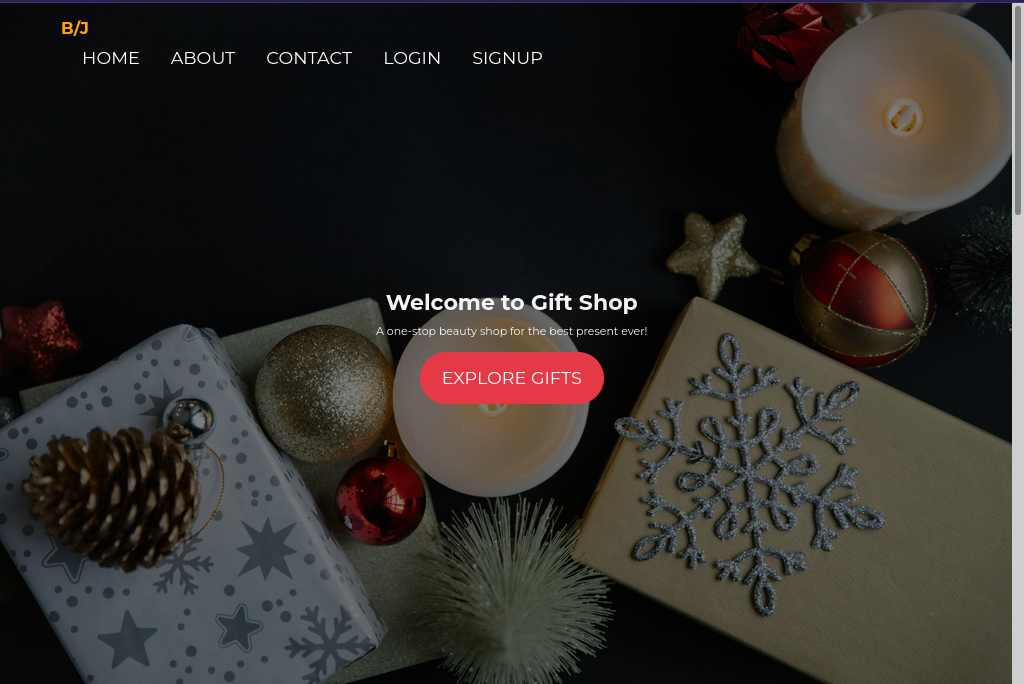 B/J
HOME ABOUT CONTACT LOGIN SIGNUP
Welcome to Gift Shop
A one-stop beauty shop for the best present ever!
EXPLORE GIFTS